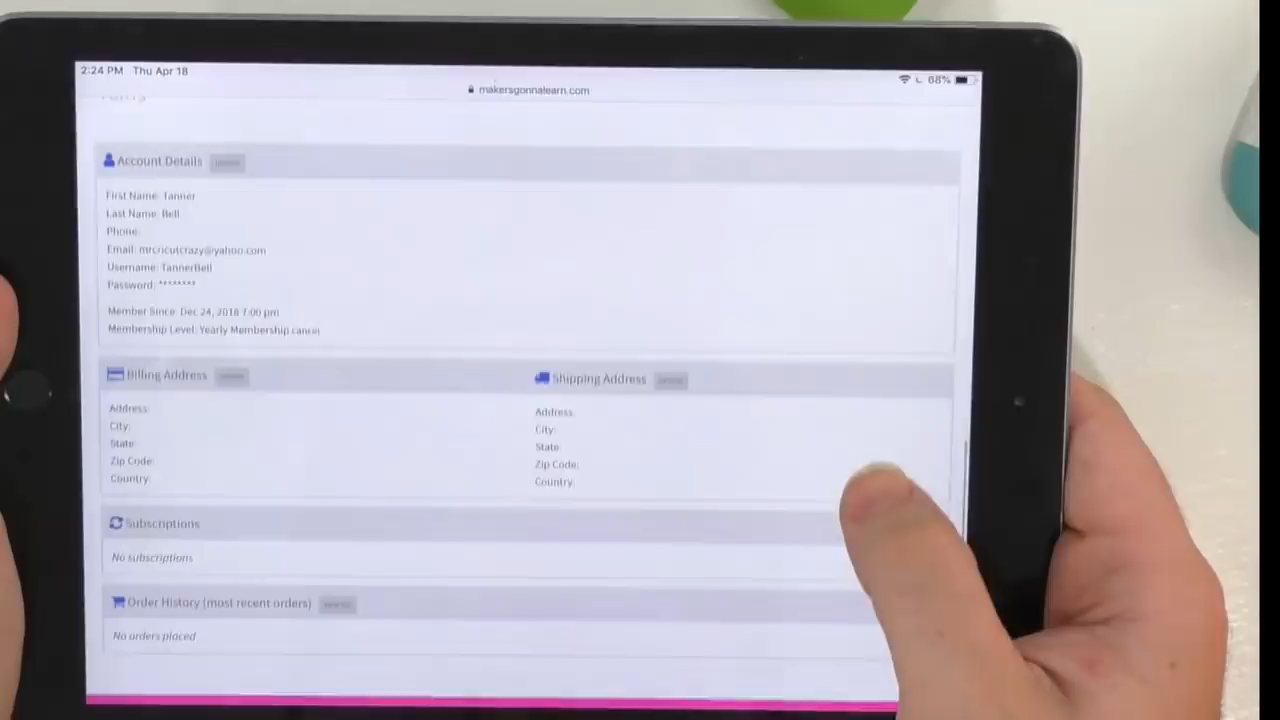 2:24 PM Thu Apr 18
68%
makersgonnalearn.com
Account Details
First Name: Tanner
Last Name: Bell
Phone:
Email: mrcricutcrazy@yahoo.com
Username: TannerBell
Password: ********
Member Since: Dec 24, 2018 7:00 pm
Membership Level: Yearly Membership cancel
Billing Address
Shipping Address
Address:
City:
State:
Zip Code:
Country:
Address:
City:
State:
Zip Code:
Country:
Subscriptions
No subscriptions
Order History (most recent orders)
No orders placed